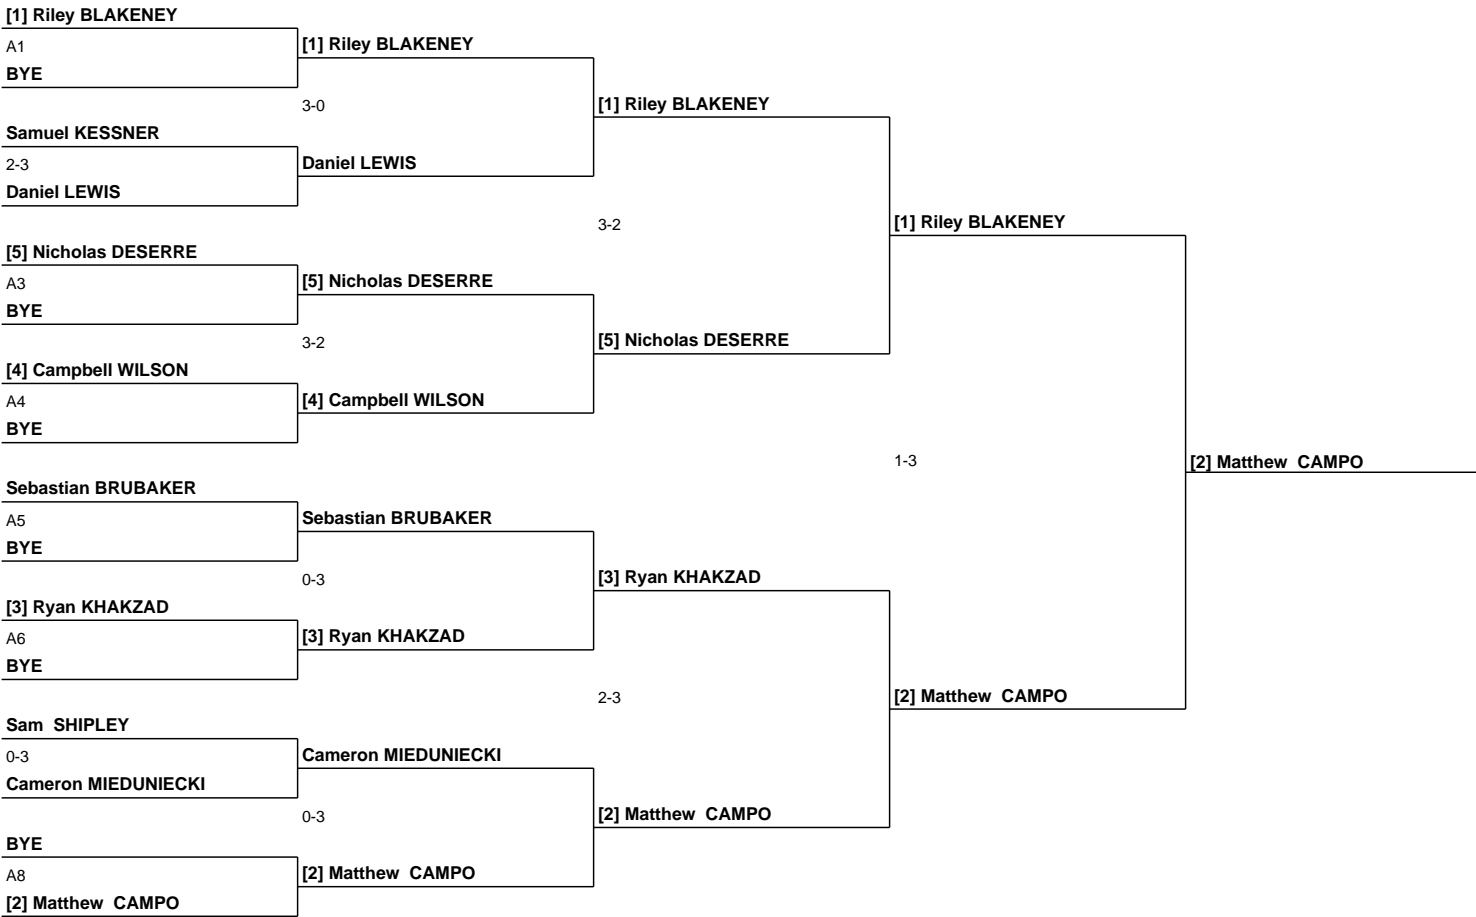 [1] Riley BLAKENEY
A1
BYE
Samuel KESSNER
2-3
Daniel LEWIS
[5] Nicholas DESERRE
A3
BYE
[4] Campbell WILSON
A4
BYE
Sebastian BRUBAKER
A5
BYE
[3] Ryan KHAKZAD
A6
BYE
Sam  SHIPLEY
0-3
Cameron MIEDUNIECKI
BYE
A8
[2] Matthew  CAMPO
[1] Riley BLAKENEY
3-0
Daniel LEWIS
[5] Nicholas DESERRE
3-2
[4] Campbell WILSON
Sebastian BRUBAKER
0-3
[3] Ryan KHAKZAD
Cameron MIEDUNIECKI
0-3
[2] Matthew  CAMPO
[1] Riley BLAKENEY
3-2
[5] Nicholas DESERRE
[3] Ryan KHAKZAD
2-3
[2] Matthew  CAMPO
[1] Riley BLAKENEY
1-3
[2] Matthew  CAMPO
[2] Matthew  CAMPO